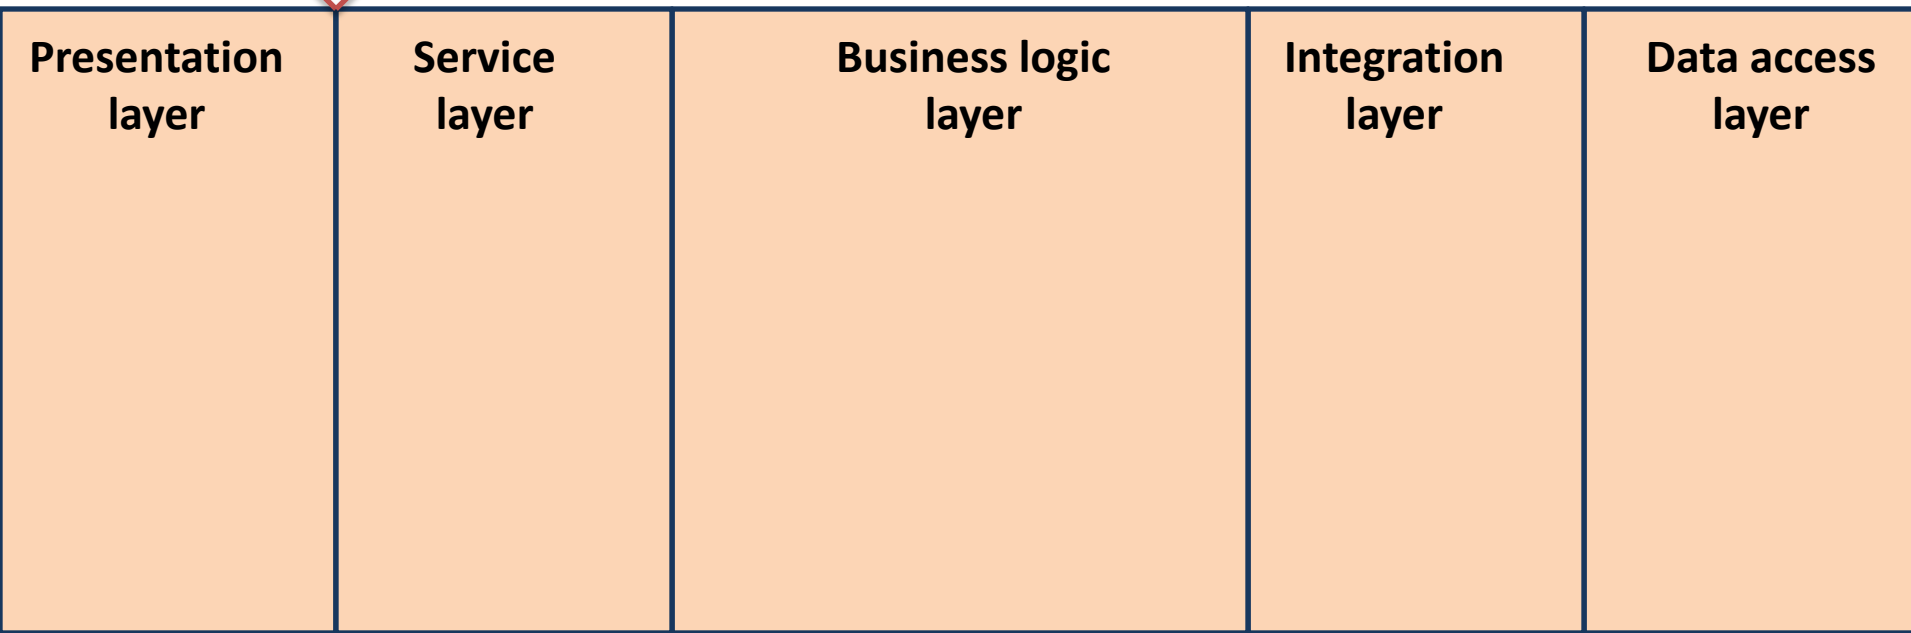 Presentation
layer
Service
layer
Business logic
layer
Integration
layer
Data access
layer